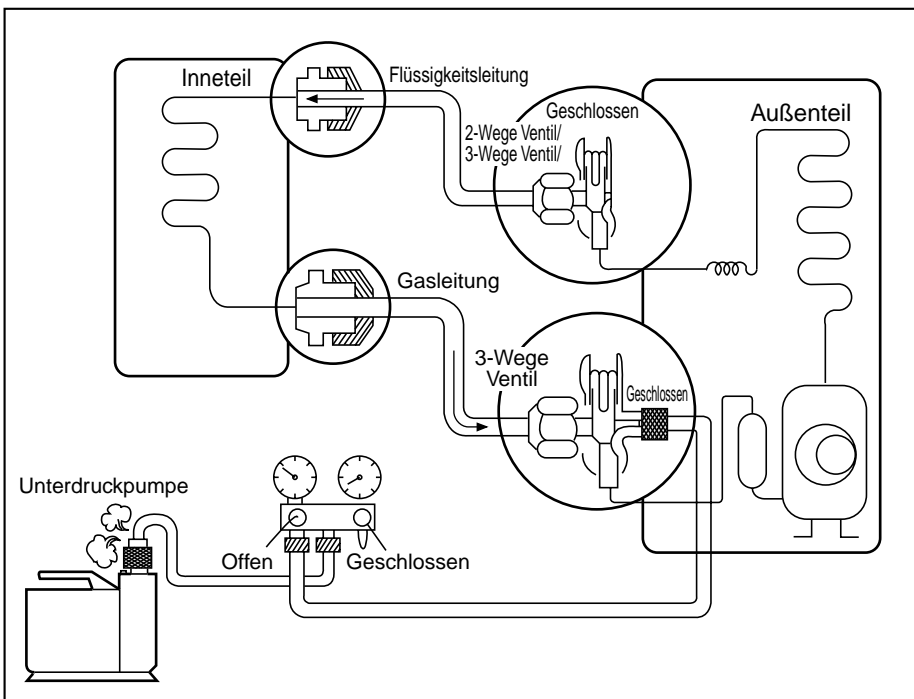 Inneteil
Flüssigkeitsleitung
Geschlossen
2-Wege Ventil/
3-Wege Ventil/
Außenteil
Gasleitung
3-Wege
Ventil
Geschlossen
Unterdruckpumpe
Offen
Geschlossen